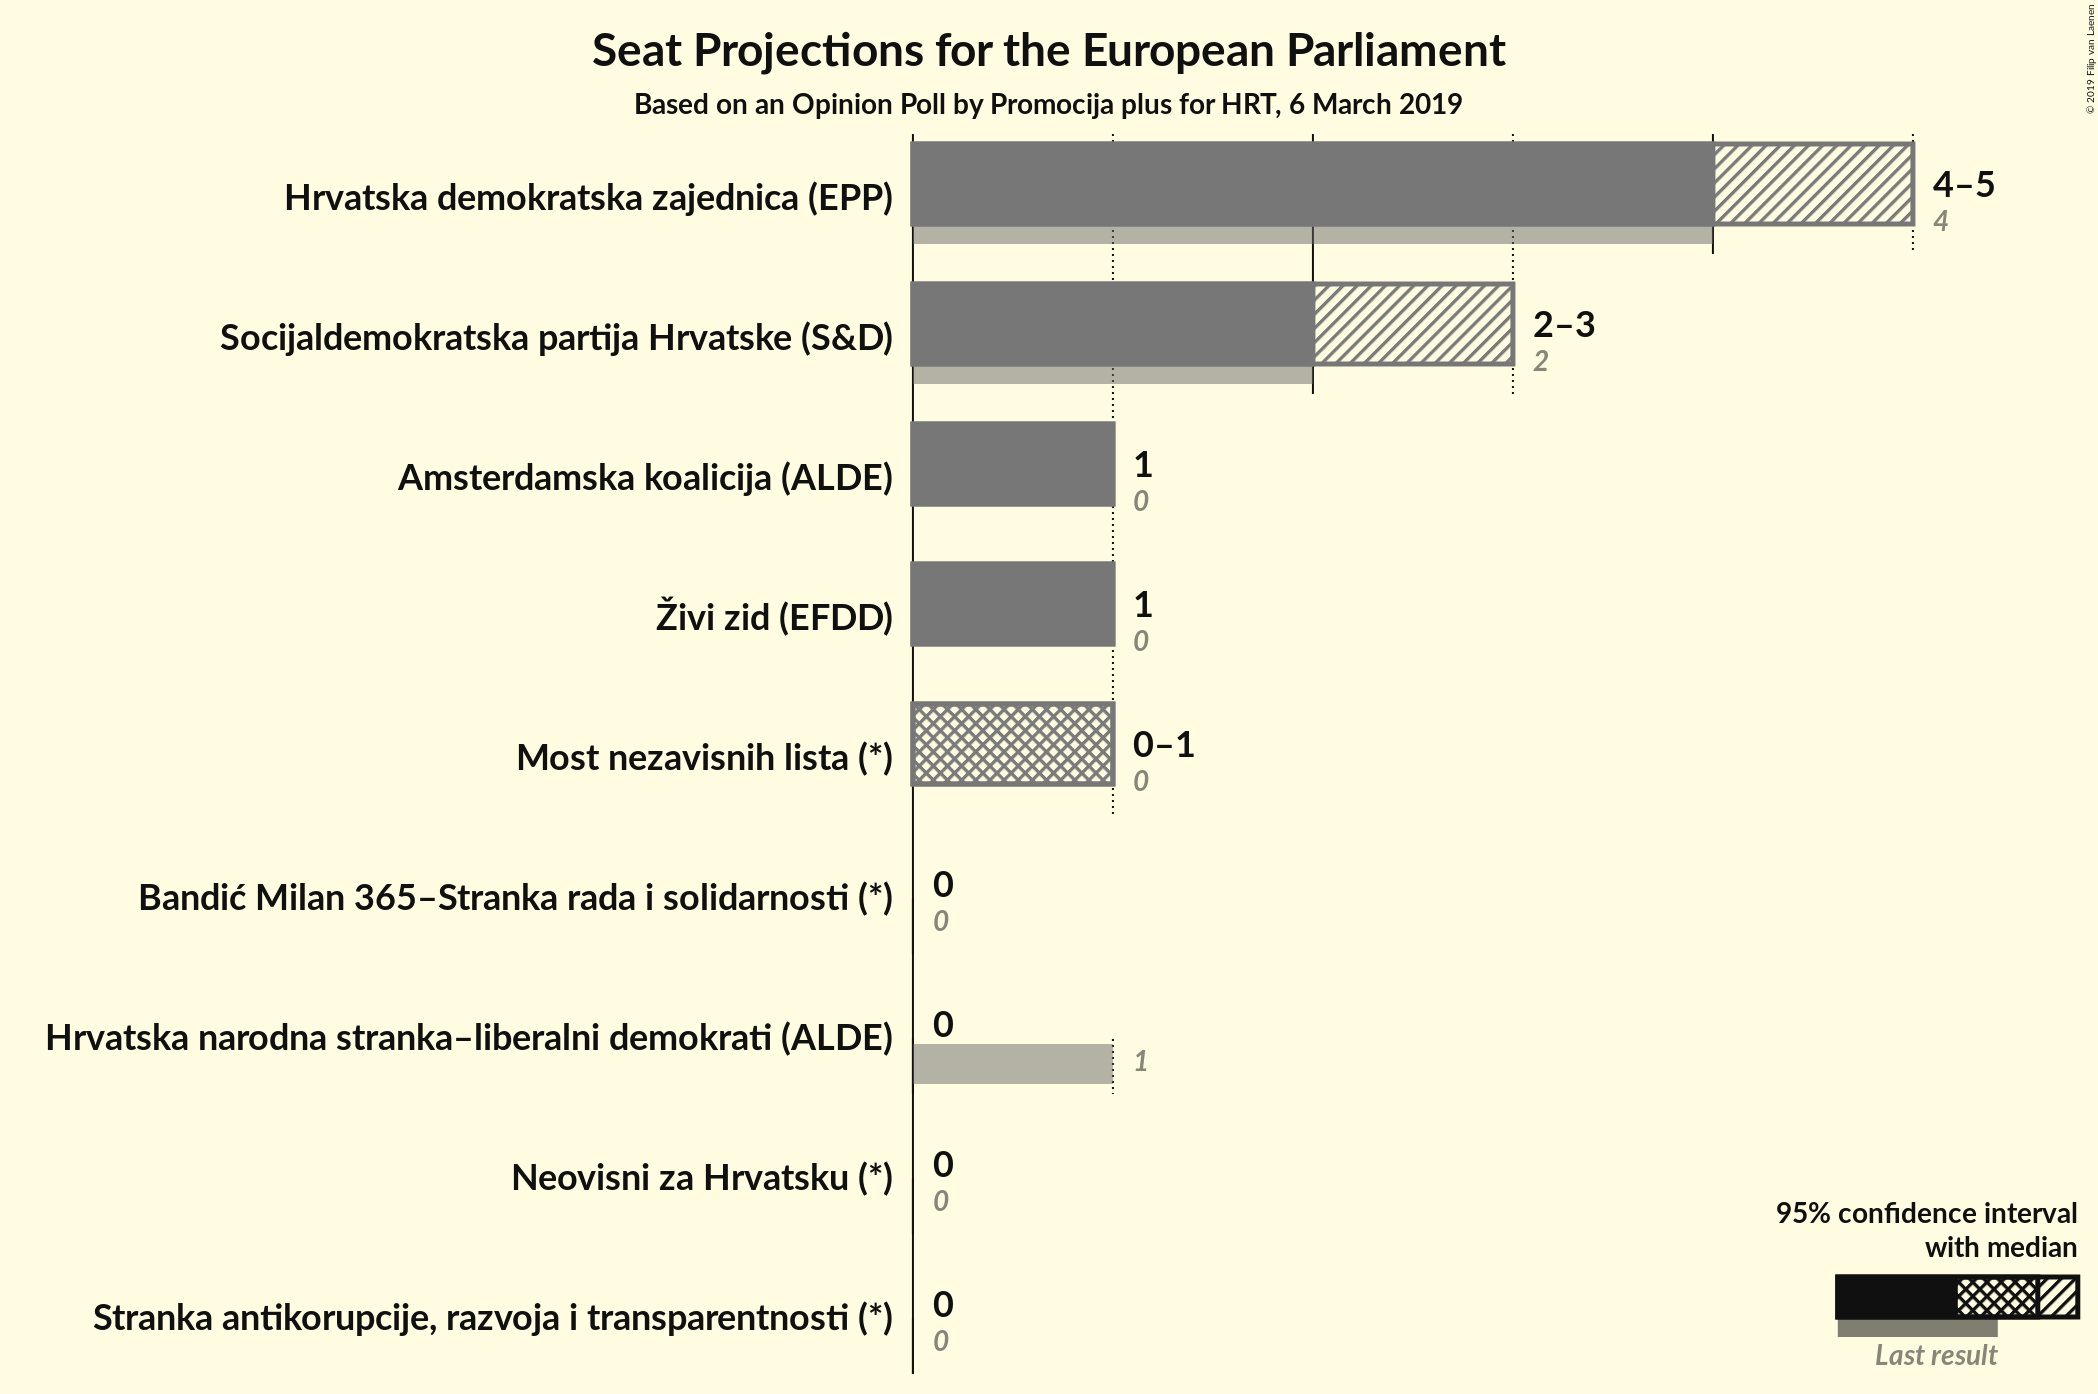 Seat Projections for the European Parliament
Based on an Opinion Poll by Promocija plus for HRT, 6 March 2019
© 2019 Filip van Laenen
Hrvatska demokratska zajednica (EPP)
4–5
4
Socijaldemokratska partija Hrvatske (S&D)
2–3
2
Amsterdamska koalicija (ALDE)
1
0
Živi zid (EFDD)
1
0
Most nezavisnih lista (*)
0–1
0
Bandić Milan 365–Stranka rada i solidarnosti (*)
0
0
Hrvatska narodna stranka–liberalni demokrati (ALDE)
0
1
Neovisni za Hrvatsku (*)
0
0
Stranka antikorupcije, razvoja i transparentnosti (*)
0
0
95% confidence interval
with median
Last result